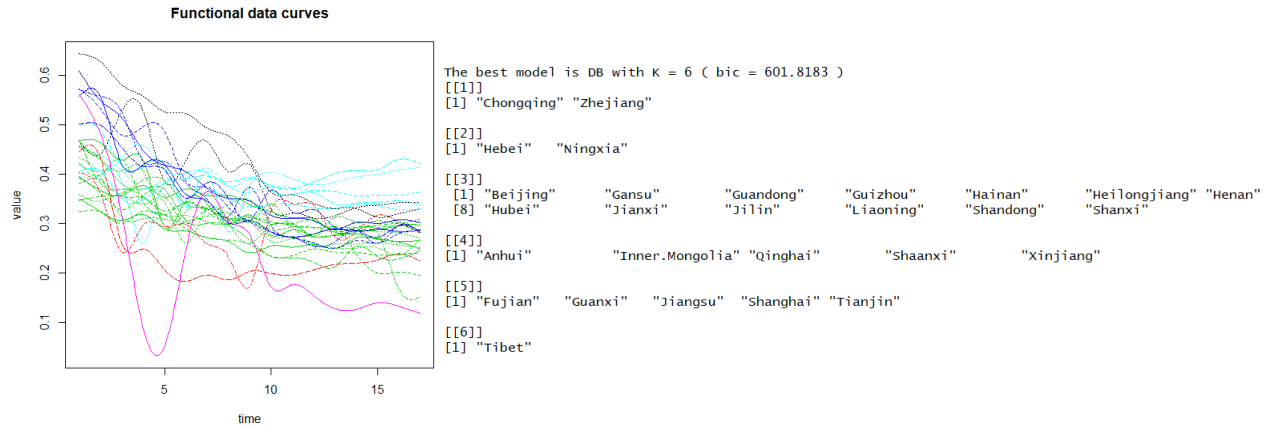 Functional data curves
value
0.6
0.5
0.4
0.3
0.2
0.1
5 10 15
time
The best model is DB with K = 6 ( bic = 601.8183 )
[[1]]
[1] "Chongqing" "Zhejiang"
[[2]]
[1] "Hebei" "Ningxia"
[[3]]
[1] "Beijing" "Gansu" "Guandong" "Guizhou" "Hainan" "Heilongjiang" "Henan"
[8] "Hubei" "Jianxi" "Jilin" "Liaoning" "Shandong" "Shanxi"
[[4]]
[1] "Anhui" "Inner.Mongolia" "Qinghai" "Shaanxi" "Xinjiang"
[[5]]
[1] "Fujian" "Guanxi" "Jiangsu" "Shanghai" "Tianjin"
[[6]]
[1] "Tibet"